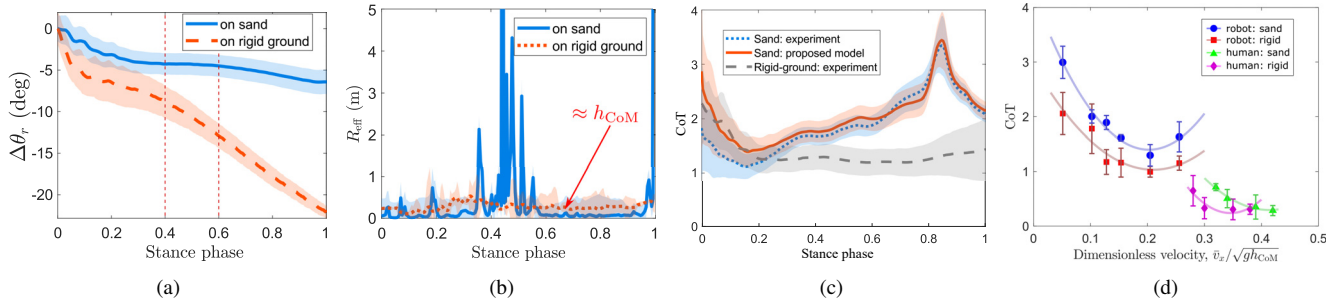 0
-5
-10
-15
-20
Δθr (deg)
on sand
on rigid ground
0 0.2 0.4 0.6 0.8 1
Stance phase
(a)
5
4
3
2
1
0
Reff (m)
on sand
on rigid ground
≈ hCoM
0 0.2 0.4 0.6 0.8 1
Stance phase
(b)
4
3
2
1
0
CoT
Sand: experiment
Sand: proposed model
Rigid-ground: experiment
0 0.2 0.4 0.6 0.8 1
Stance phase
(c)
4
3
2
1
0
CoT
robot: sand
robot: rigid
human: sand
human: rigid
0 0.1 0.2 0.3 0.4 0.5
Dimensionless velocity, v̄x/√ghCoM
(d)